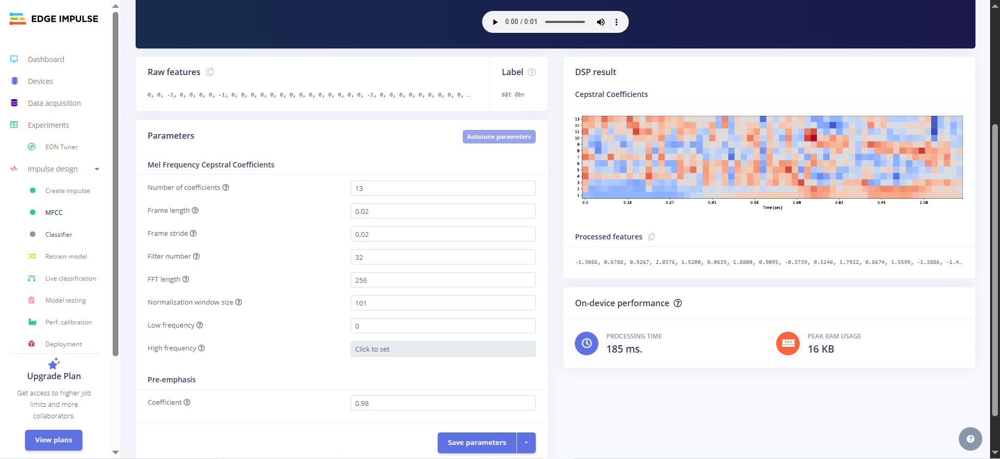 EDGE IMPULSE
Dashboard
Devices
Data acquisition
Experiments
EON Tuner
Impulse design
Create impulse
MFCC
Classifier
Retrain model
Live classification
Model testing
Perf. calibration
Deployment
Upgrade Plan
Get access to higher job
limits and more
collaborators.
View plans
0:00 / 0:01
Raw features
0, 0, -1, 0, 0, 0, 0, -1, 0, 0, 0, 0, 0, 0, 0, 0, 0, 0, 0, 0, 0, 0, -1, 0, 0, 0, 0, 0, 0, 0, 0, 0, …
Label
Bật đèn
Parameters
Autotune parameters
Mel Frequency Cepstral Coefficients
Number of coefficients
13
Frame length
0.02
Frame stride
0.02
Filter number
32
FFT length
256
Normalization window size
101
Low frequency
0
High frequency
Click to set
Pre-emphasis
Coefficient
0.98
Save parameters
DSP result
Cepstral Coefficients
13
12
11
10
9
8
7
6
5
4
3
2
1
0.0 0.14 0.27 0.41 0.54 0.68 0.81 0.95 1.08
Time [sec]
Processed features
-1.3086, 0.6788, 0.9267, 2.0376, 1.5200, 0.0639, 1.8800, 0.9095, -0.3739, 0.5246, 1.7922, 0.8674, 1.5599, -1.3886, -1.4…
On-device performance
PROCESSING TIME
185 ms.
PEAK RAM USAGE
16 KB